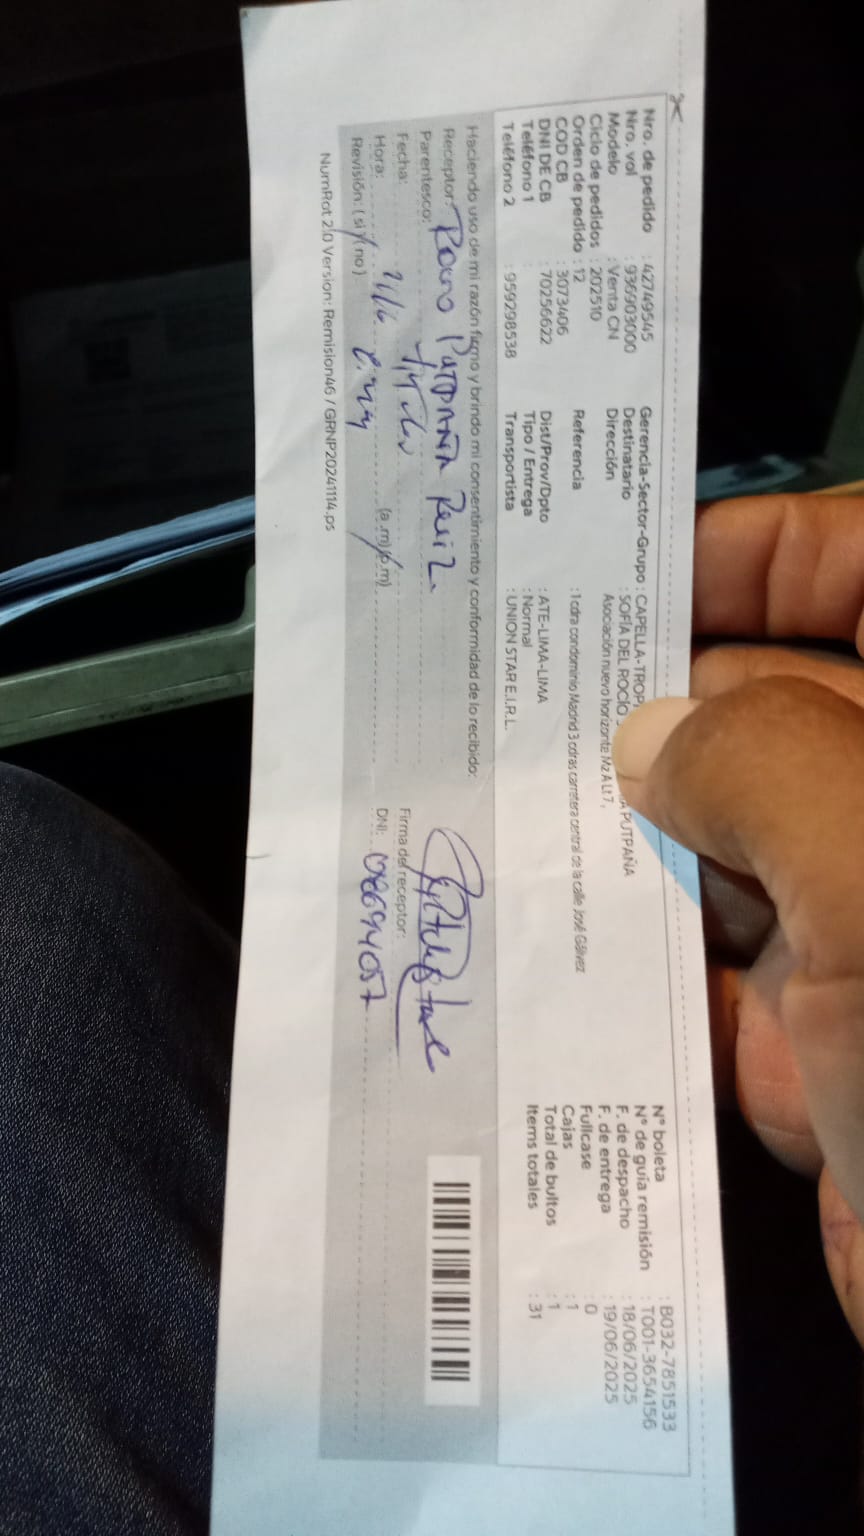 Nro. de pedido : 42749545
Nro. vol : 936903000
Modelo : Venta CN
Ciclo de pedidos : 202510
Orden de pedido : 12
COD CB : 3073406
DNI DE CB : 70256622
Teléfono 1 :
Teléfono 2 : 959298538
Gerencia-Sector-Grupo : CAPELLA-TROP
Destinatario : SOFÍA DEL ROCÍO PUTPAÑA
Dirección Asociación nuevo horizonte Mz A Lt 7,
Referencia : 1 cdra condominio Madrid 3 cdras carretera central de la calle José Gálvez
Dist/Prov/Dpto : ATE-LIMA-LIMA
Tipo / Entrega : Normal
Transportista : UNION STAR E.I.R.L.
N° boleta : B032-7851533
N° de guía remisión : T001-3654156
F. de despacho : 18/06/2025
F. de entrega : 19/06/2025
Fullcase : 0
Cajas : 1
Total de bultos : 1
Items totales : 31
Haciendo uso de mi razón firmo y brindo mi consentimiento y conformidad de lo recibido:
Receptor: PUTPAÑA Ruiz
Parentesco:
Fecha:
Hora: (a.m) (p.m)
Revisión: (si) (no)
Firma del receptor:
DNI: 08694057
NumRot 2.0 Version: Remision46 / GRNP20241114.ps